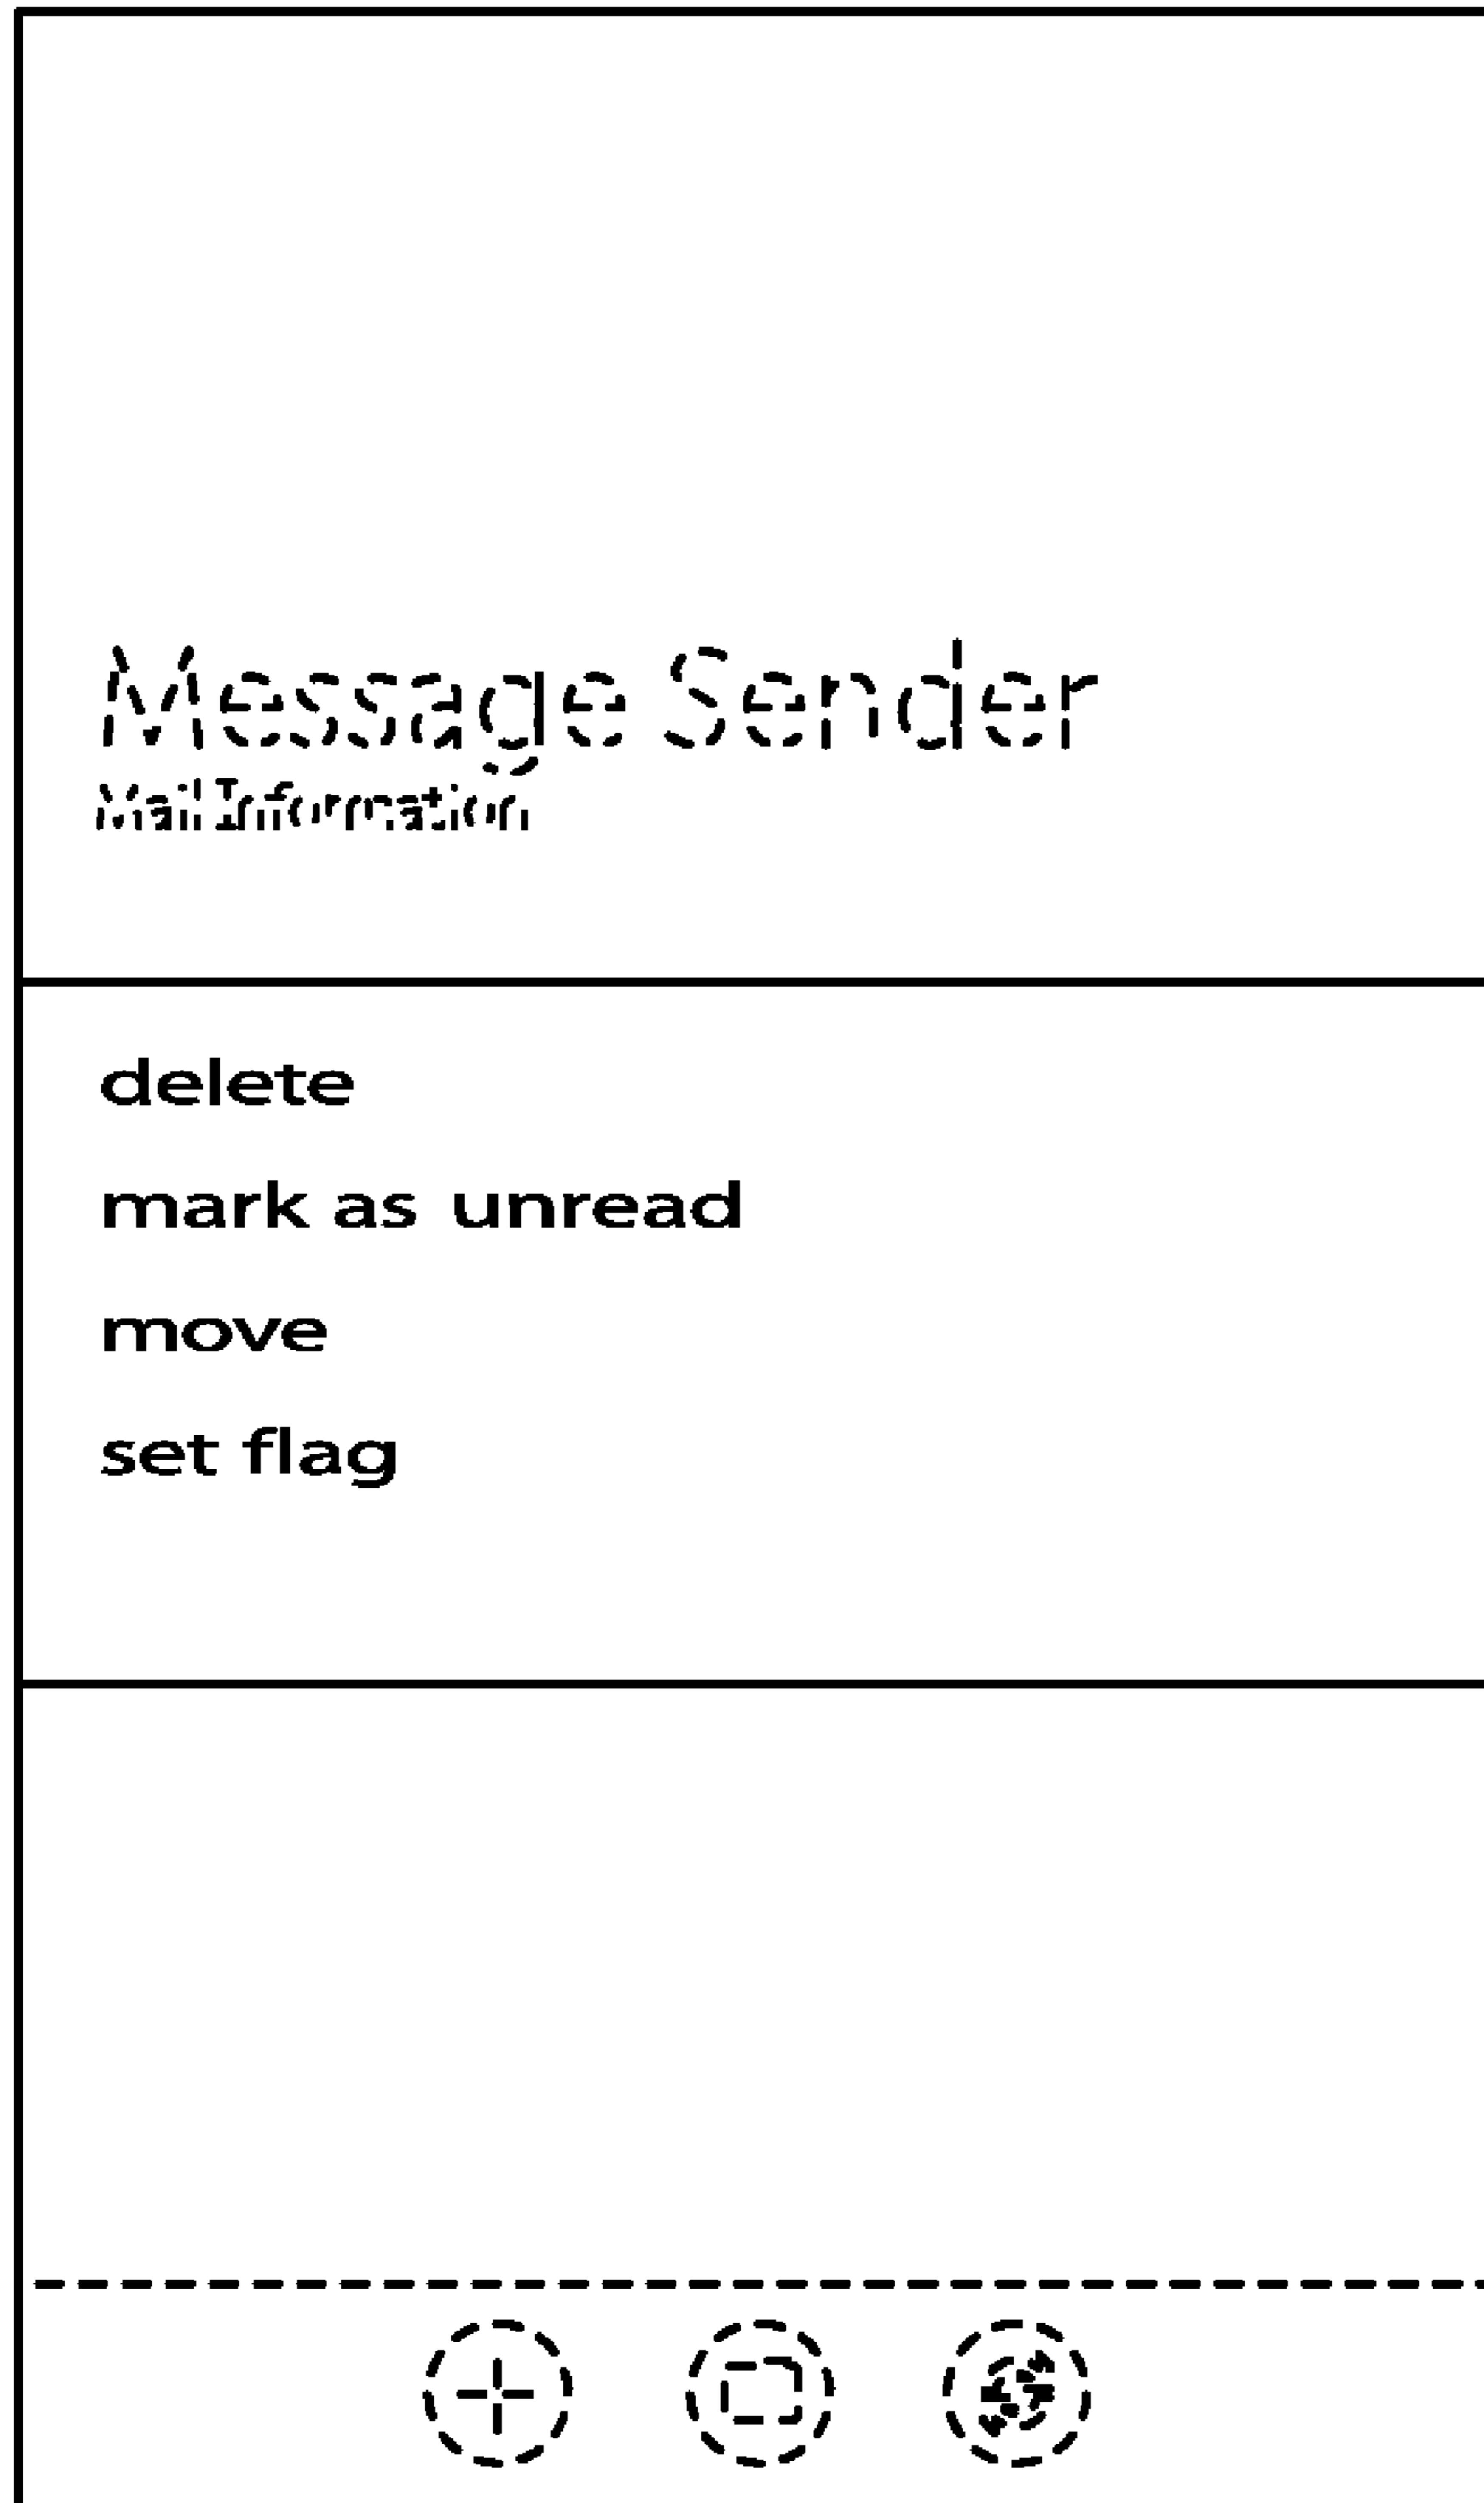 Message Sender
Mail Information
delete
mark as unread
move
set flag